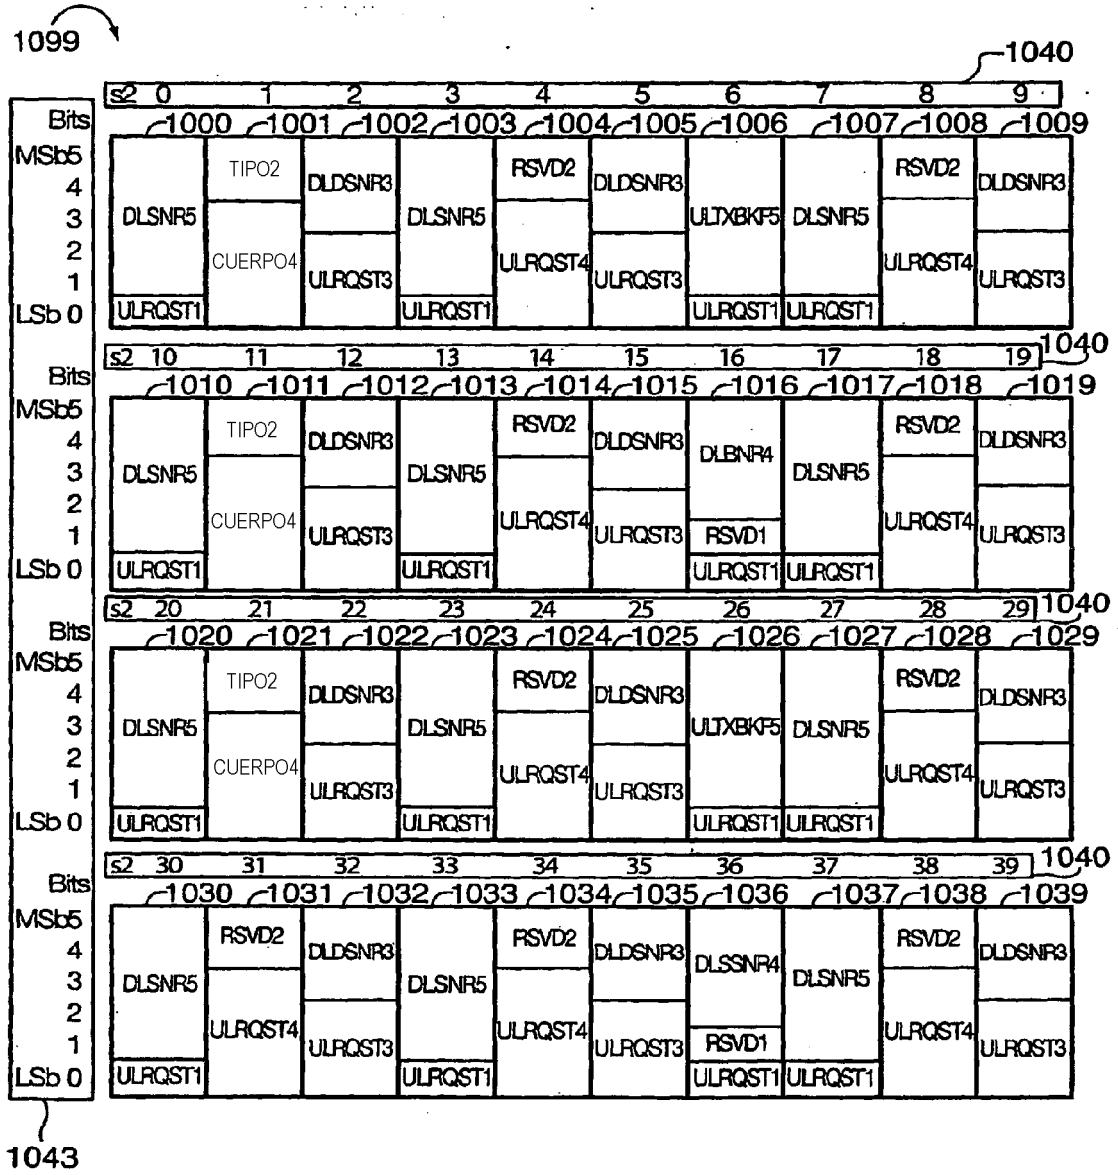 1099
1040
s2 0 1 2 3 4 5 6 7 8 9
Bits 1000 1001 1002 1003 1004 1005 1006 1007 1008 1009
MSb5 TIPO2 RSVD2 RSVD2
4 DLDSNR3 DLDSNR3 DLDSNR3
3 DLSNR5 DLSNR5 ULTXBKF5 DLSNR5
2 CUERPO4 ULRQST4 ULRQST4
1 ULRQST3 ULRQST3 ULRQST3
LSb 0 ULRQST1 ULRQST1 ULRQST1 ULRQST1
s2 10 11 12 13 14 15 16 17 18 19 1040
Bits 1010 1011 1012 1013 1014 1015 1016 1017 1018 1019
MSb5 TIPO2 RSVD2 RSVD2
4 DLDSNR3 DLDSNR3 DLBNR4 DLDSNR3
3 DLSNR5 DLSNR5 DLSNR5
2 CUERPO4 ULRQST4 ULRQST4
1 ULRQST3 ULRQST3 RSVD1 ULRQST3
LSb 0 ULRQST1 ULRQST1 ULRQST1 ULRQST1
s2 20 21 22 23 24 25 26 27 28 29 1040
Bits 1020 1021 1022 1023 1024 1025 1026 1027 1028 1029
MSb5 TIPO2 RSVD2 RSVD2
4 DLDSNR3 DLDSNR3 DLDSNR3
3 DLSNR5 DLSNR5 ULTXBKF5 DLSNR5
2 CUERPO4 ULRQST4 ULRQST4
1 ULRQST3 ULRQST3 ULRQST3
LSb 0 ULRQST1 ULRQST1 ULRQST1 ULRQST1
s2 30 31 32 33 34 35 36 37 38 39 1040
Bits 1030 1031 1032 1033 1034 1035 1036 1037 1038 1039
MSb5 RSVD2 RSVD2 RSVD2
4 DLDSNR3 DLDSNR3 DLSSNR4 DLDSNR3
3 DLSNR5 DLSNR5 DLSNR5
2 ULRQST4 ULRQST4 ULRQST4
1 ULRQST3 ULRQST3 RSVD1 ULRQST3
LSb 0 ULRQST1 ULRQST1 ULRQST1 ULRQST1
1043